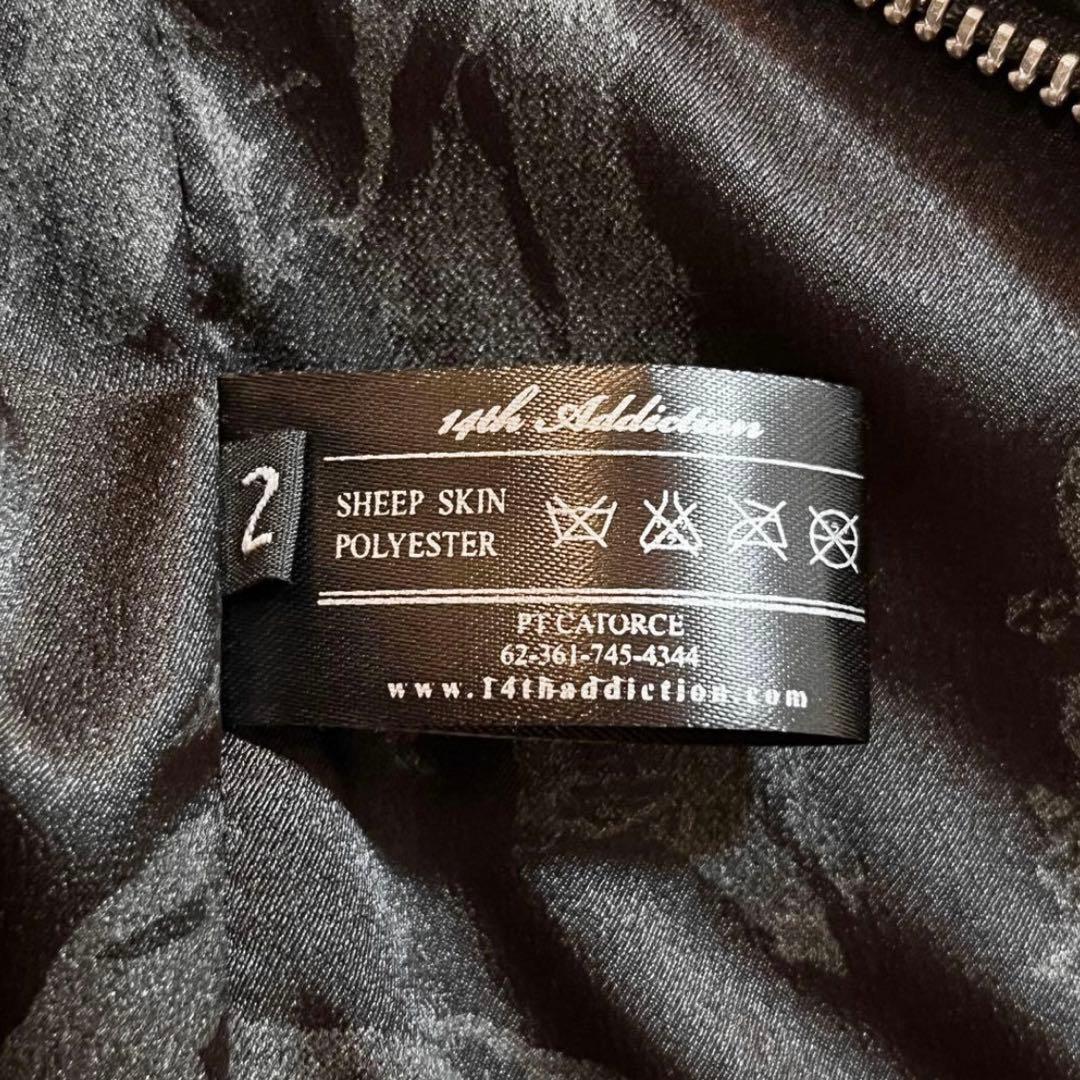 14th Addiction
2
SHEEP SKIN
POLYESTER
PT CATORCE
62-361-745-4344
www.14thaddiction.com